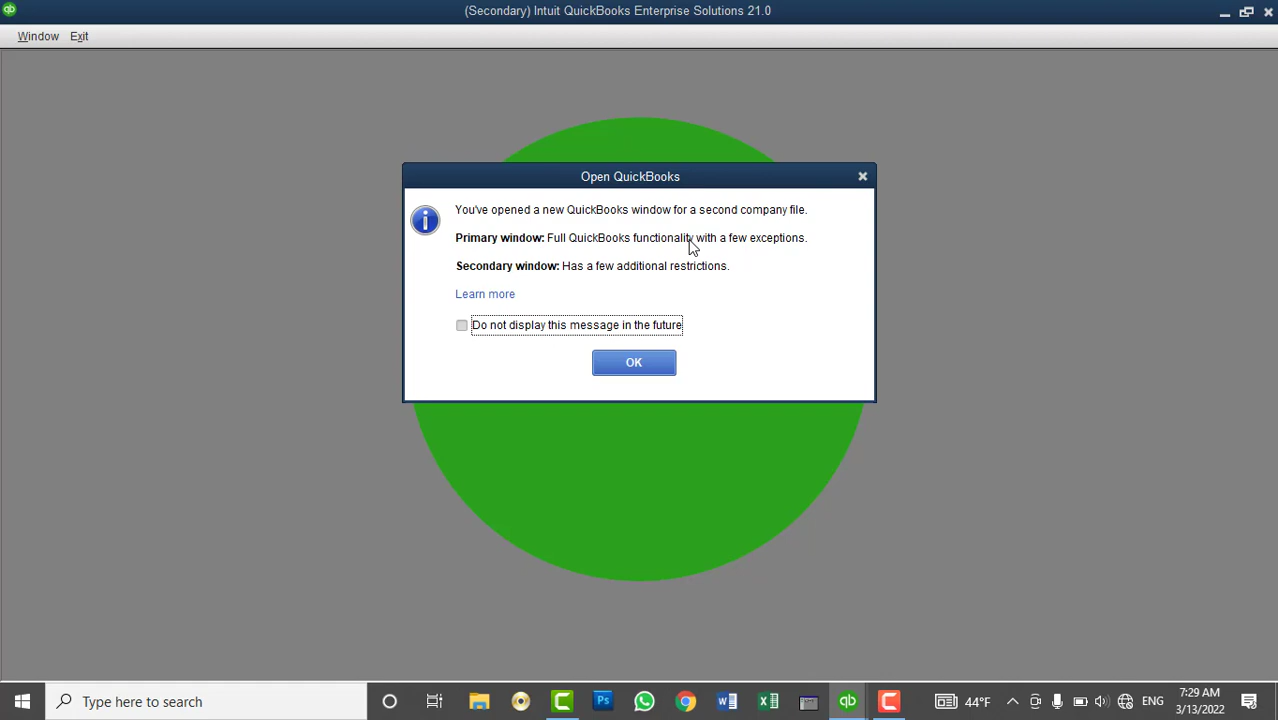 qb
(Secondary) Intuit QuickBooks Enterprise Solutions 21.0
Window Exit
Open QuickBooks
You've opened a new QuickBooks window for a second company file.
Primary window: Full QuickBooks functionality with a few exceptions.
Secondary window: Has a few additional restrictions.
Learn more
Do not display this message in the future
OK
Type here to search
Ps
qb
44°F
ENG
7:29 AM
3/13/2022